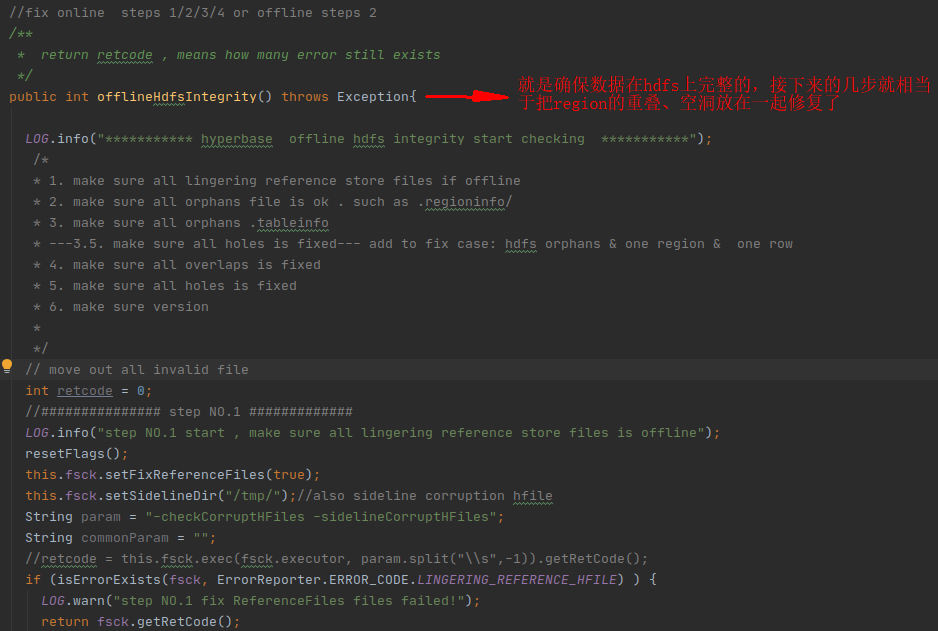 //fix online  steps 1/2/3/4 or offline steps 2
/**
 *  return retcode , means how many error still exists
 */
public int offlineHdfsIntegrity() throws Exception{
就是确保数据在hdfs上完整的，接下来的几步就相当
于把region的重叠、空洞放在一起修复了
LOG.info("*********** hyperbase  offline hdfs integrity start checking  ***********");
/*
* 1. make sure all lingering reference store files if offline
* 2. make sure all orphans file is ok . such as .regioninfo/
* 3. make sure all orphans .tableinfo
* ---3.5. make sure all holes is fixed--- add to fix case: hdfs orphans & one region &  one row
* 4. make sure all overlaps is fixed
* 5. make sure all holes is fixed
* 6. make sure version
*
*/
// move out all invalid file
int retcode = 0;
//############### step NO.1 #############
LOG.info("step NO.1 start , make sure all lingering reference store files is offline");
resetFlags();
this.fsck.setFixReferenceFiles(true);
this.fsck.setSidelineDir("/tmp/");//also sideline corruption hfile
String param = "-checkCorruptHFiles -sidelineCorruptHFiles";
String commonParam = "";
//retcode = this.fsck.exec(fsck.executor, param.split("\\s",-1)).getRetCode();
if (isErrorExists(fsck, ErrorReporter.ERROR_CODE.LINGERING_REFERENCE_HFILE) ) {
LOG.warn("step NO.1 fix ReferenceFiles files failed!");
return fsck.getRetCode();